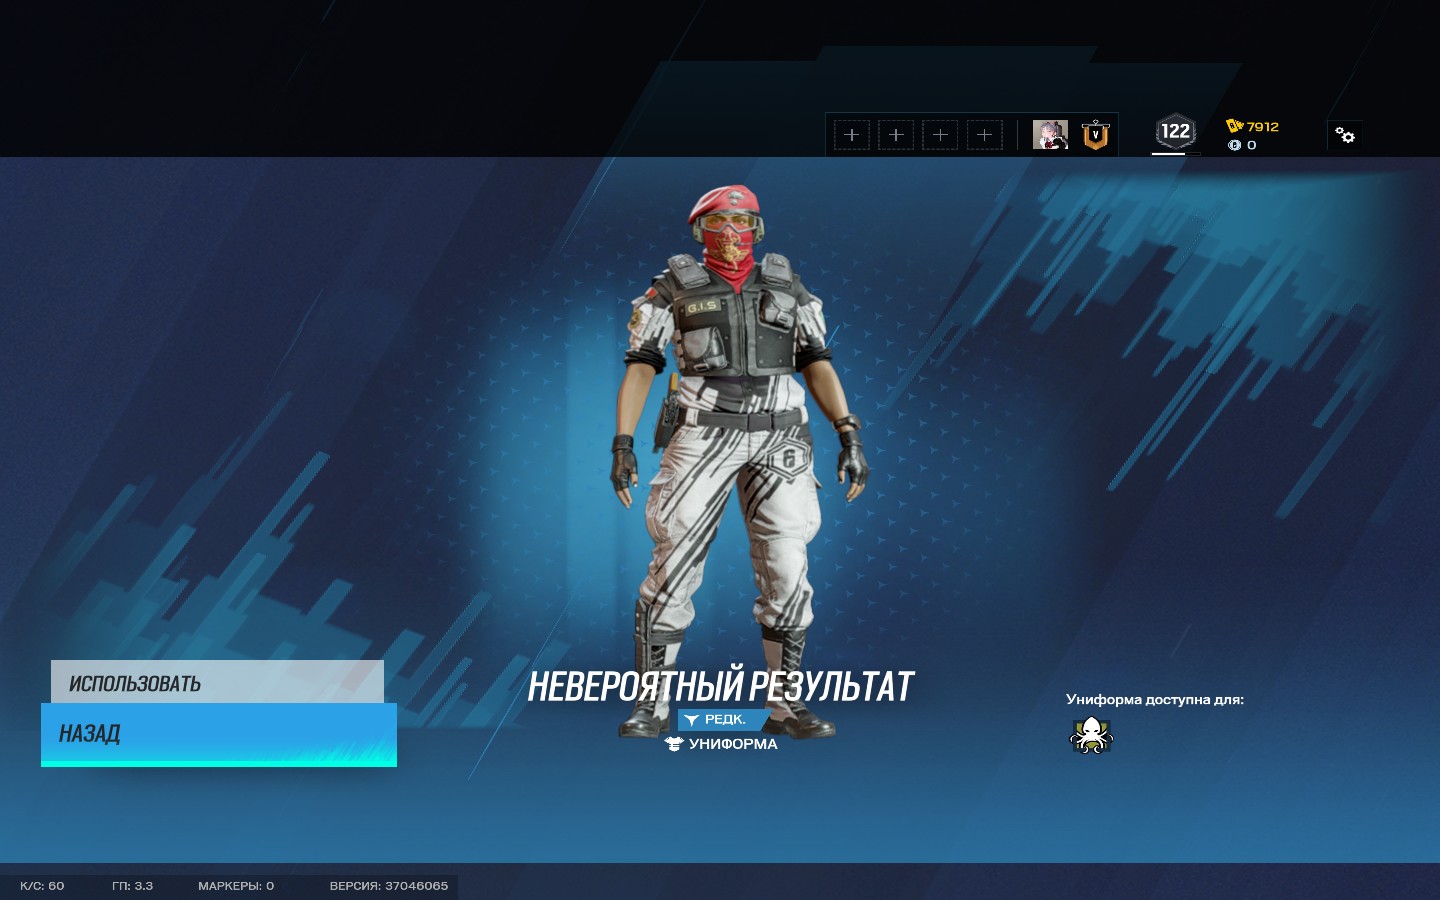 V
122
7912
0
G.I.S
6
ИСПОЛЬЗОВАТЬ
НАЗАД
НЕВЕРОЯТНЫЙ РЕЗУЛЬТАТ
РЕДК.
УНИФОРМА
Униформа доступна для:
К/С: 60
ГП: 3.3
МАРКЕРЫ: 0
ВЕРСИЯ: 37046065